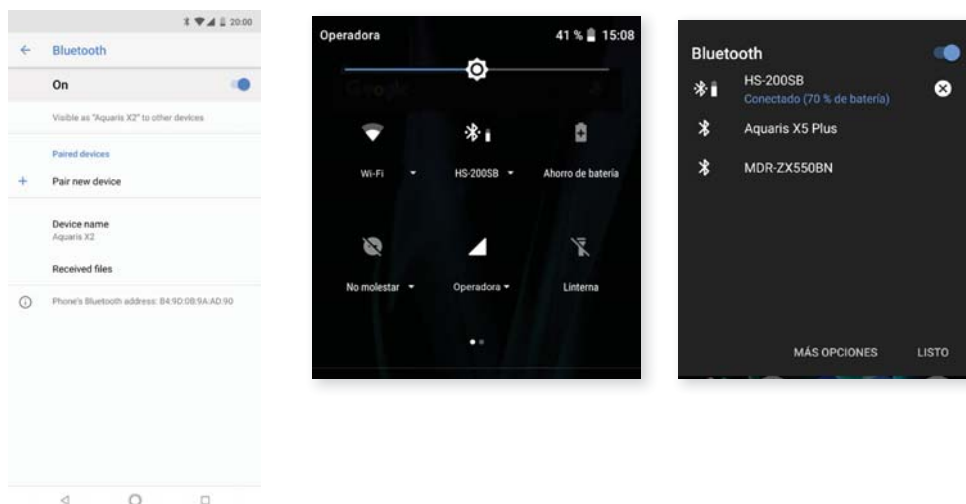 20:00
Bluetooth
On
Visible as "Aquaris X2" to other devices
Paired devices
Pair new device
Device name
Aquaris X2
Received files
Phone's Bluetooth address: B4:9D:0B:9A:AD:90
Operadora 41 % 15:08
Google
Wi-Fi HS-200SB Ahorro de batería
No molestar Operadora Linterna
Bluetooth
HS-200SB
Conectado (70 % de batería)
Aquaris X5 Plus
MDR-ZX550BN
MÁS OPCIONES LISTO